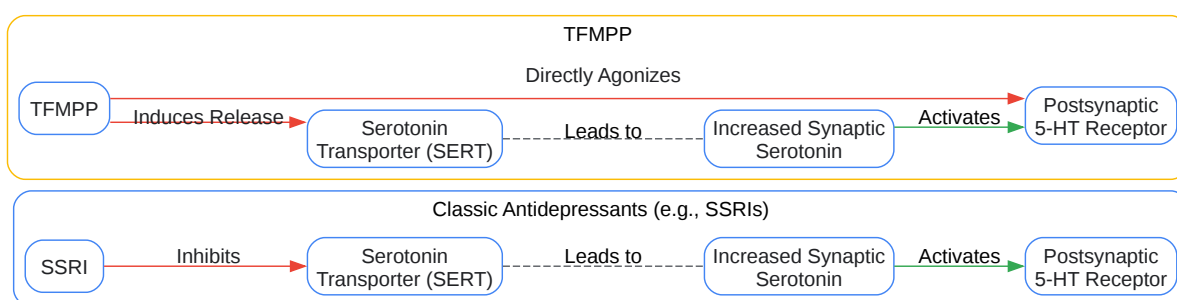 TFMPP
Directly Agonizes
TFMPP
Induces Release
Serotonin
Transporter (SERT)
Leads to
Increased Synaptic
Serotonin
Activates
Postsynaptic
5-HT Receptor
Classic Antidepressants (e.g., SSRIs)
SSRI
Inhibits
Serotonin
Transporter (SERT)
Leads to
Increased Synaptic
Serotonin
Activates
Postsynaptic
5-HT Receptor